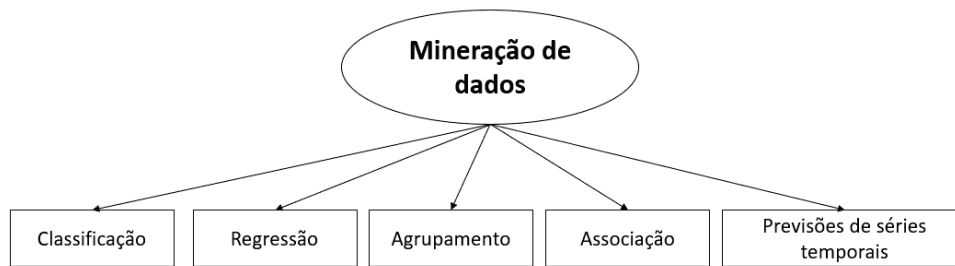 Mineração de
dados
Classificação
Regressão
Agrupamento
Associação
Previsões de séries
temporais